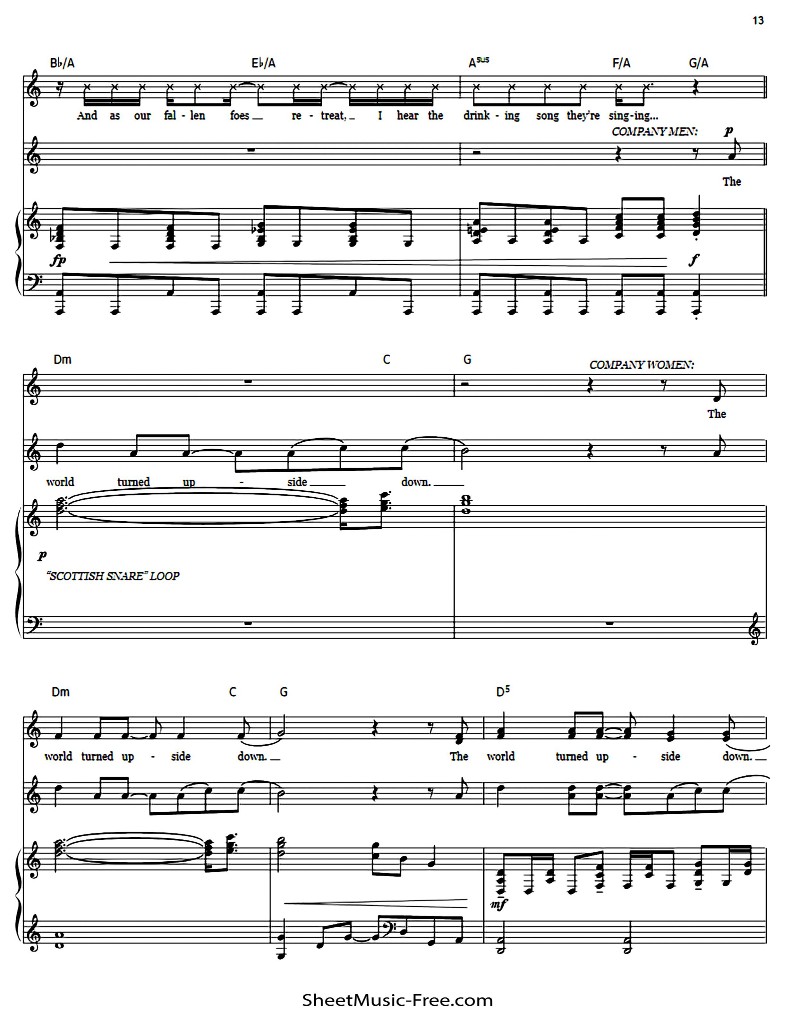 13
B♭/A E♭/A Asus F/A G/A
And as our fal - len foes re - treat, I hear the drink - ing song they're sing-ing...
COMPANY MEN: p
The
fp f
Dm C G COMPANY WOMEN:
The
world turned up - side down.
p
"SCOTTISH SNARE" LOOP
Dm C G D5
world turned up - side down. The world turned up - side down.
mf
SheetMusic-Free.com